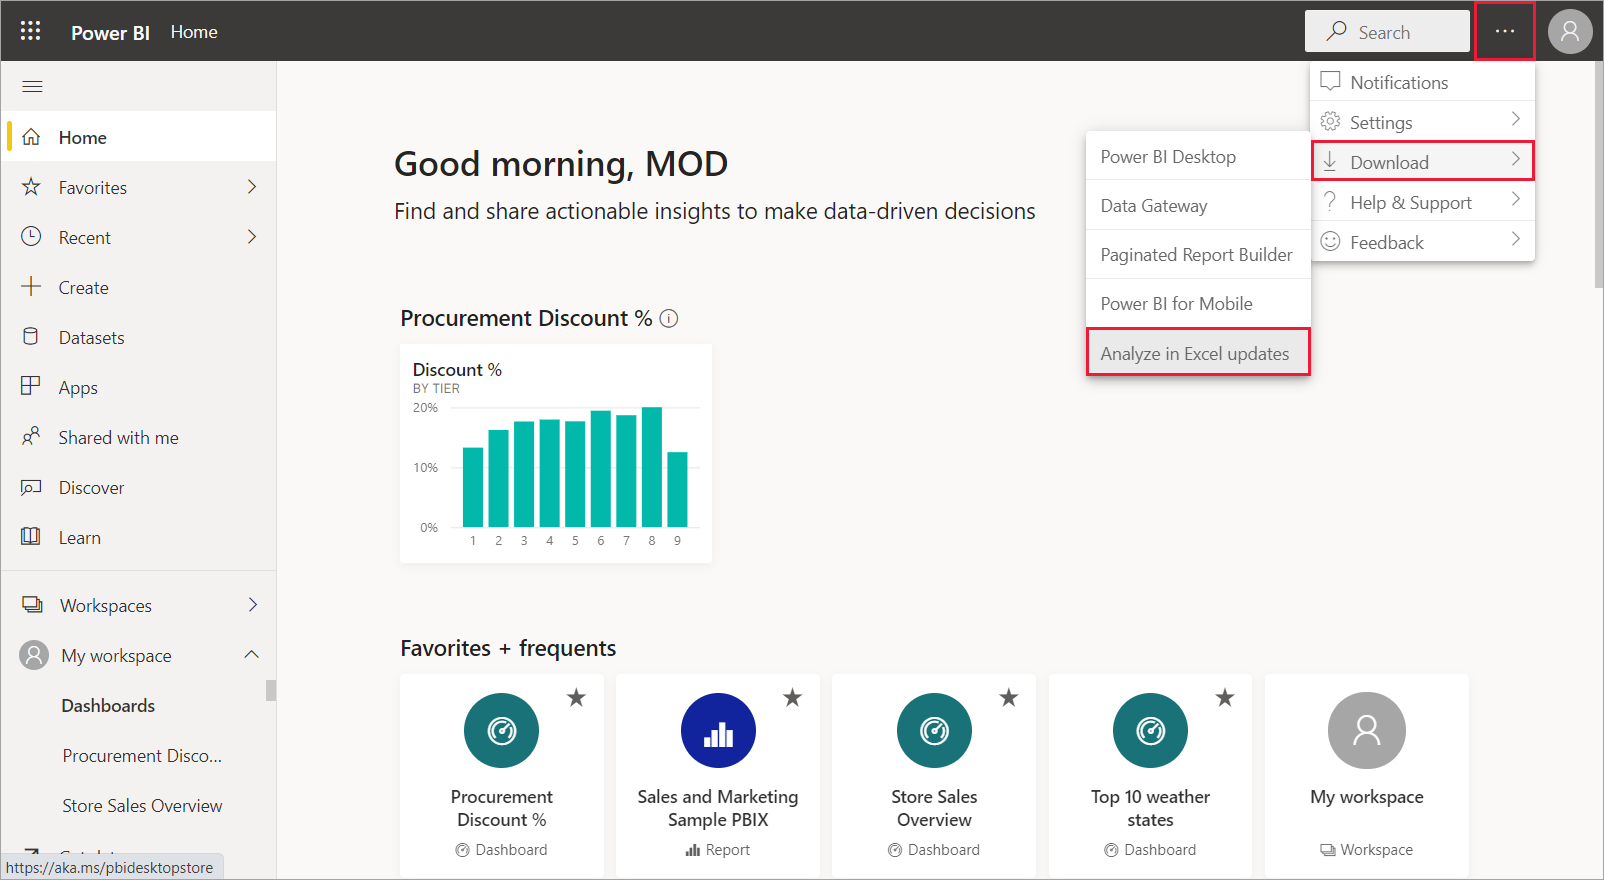 Power BI Home
Search
...
Notifications
Settings
Download
Help & Support
Feedback
Power BI Desktop
Data Gateway
Paginated Report Builder
Power BI for Mobile
Analyze in Excel updates
Home
Favorites
Recent
Create
Datasets
Apps
Shared with me
Discover
Learn
Workspaces
My workspace
Dashboards
Procurement Disco...
Store Sales Overview
https://aka.ms/pbidesktopstore
Good morning, MOD
Find and share actionable insights to make data-driven decisions
Procurement Discount %
Discount %
BY TIER
20%
10%
0%
1 2 3 4 5 6 7 8 9
Favorites + frequents
Procurement
Discount %
Dashboard
Sales and Marketing
Sample PBIX
Report
Store Sales
Overview
Dashboard
Top 10 weather
states
Dashboard
My workspace
Workspace